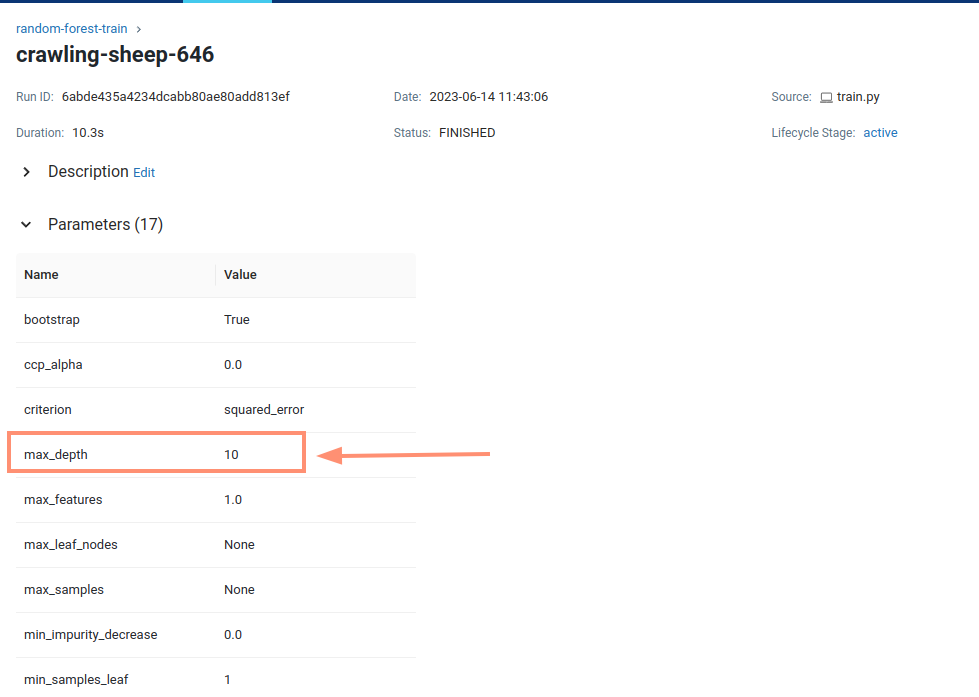 random-forest-train >
crawling-sheep-646
Run ID: 6abde435a4234dcabb80ae80add813ef Date: 2023-06-14 11:43:06 Source: train.py
Duration: 10.3s Status: FINISHED Lifecycle Stage: active
Description Edit
Parameters (17)
Name Value
bootstrap True
ccp_alpha 0.0
criterion squared_error
max_depth 10
max_features 1.0
max_leaf_nodes None
max_samples None
min_impurity_decrease 0.0
min_samples_leaf 1